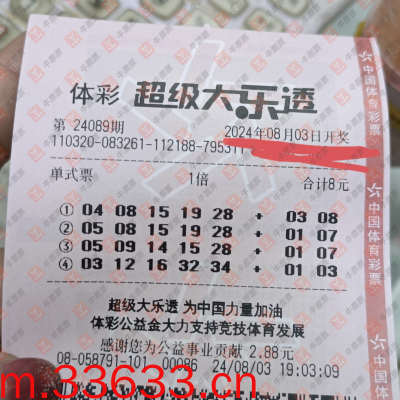 体彩 超级大乐透
第 24089期 2024年08月03日开奖
110320-083261-112188-795311
单式票 1倍 合计8元
① 04 08 15 19 28 + 03 08
② 05 08 15 19 28 + 01 07
③ 05 09 14 15 28 + 01 07
④ 03 12 16 32 34 + 01 03
超级大乐透 为中国力量加油
体彩公益金大力支持竞技体育发展
感谢您为公益事业贡献 2.88元
08-058791-101 00086 24/08/03 19:03:09
m.33633.cn
中国体育彩票
中国体育彩票